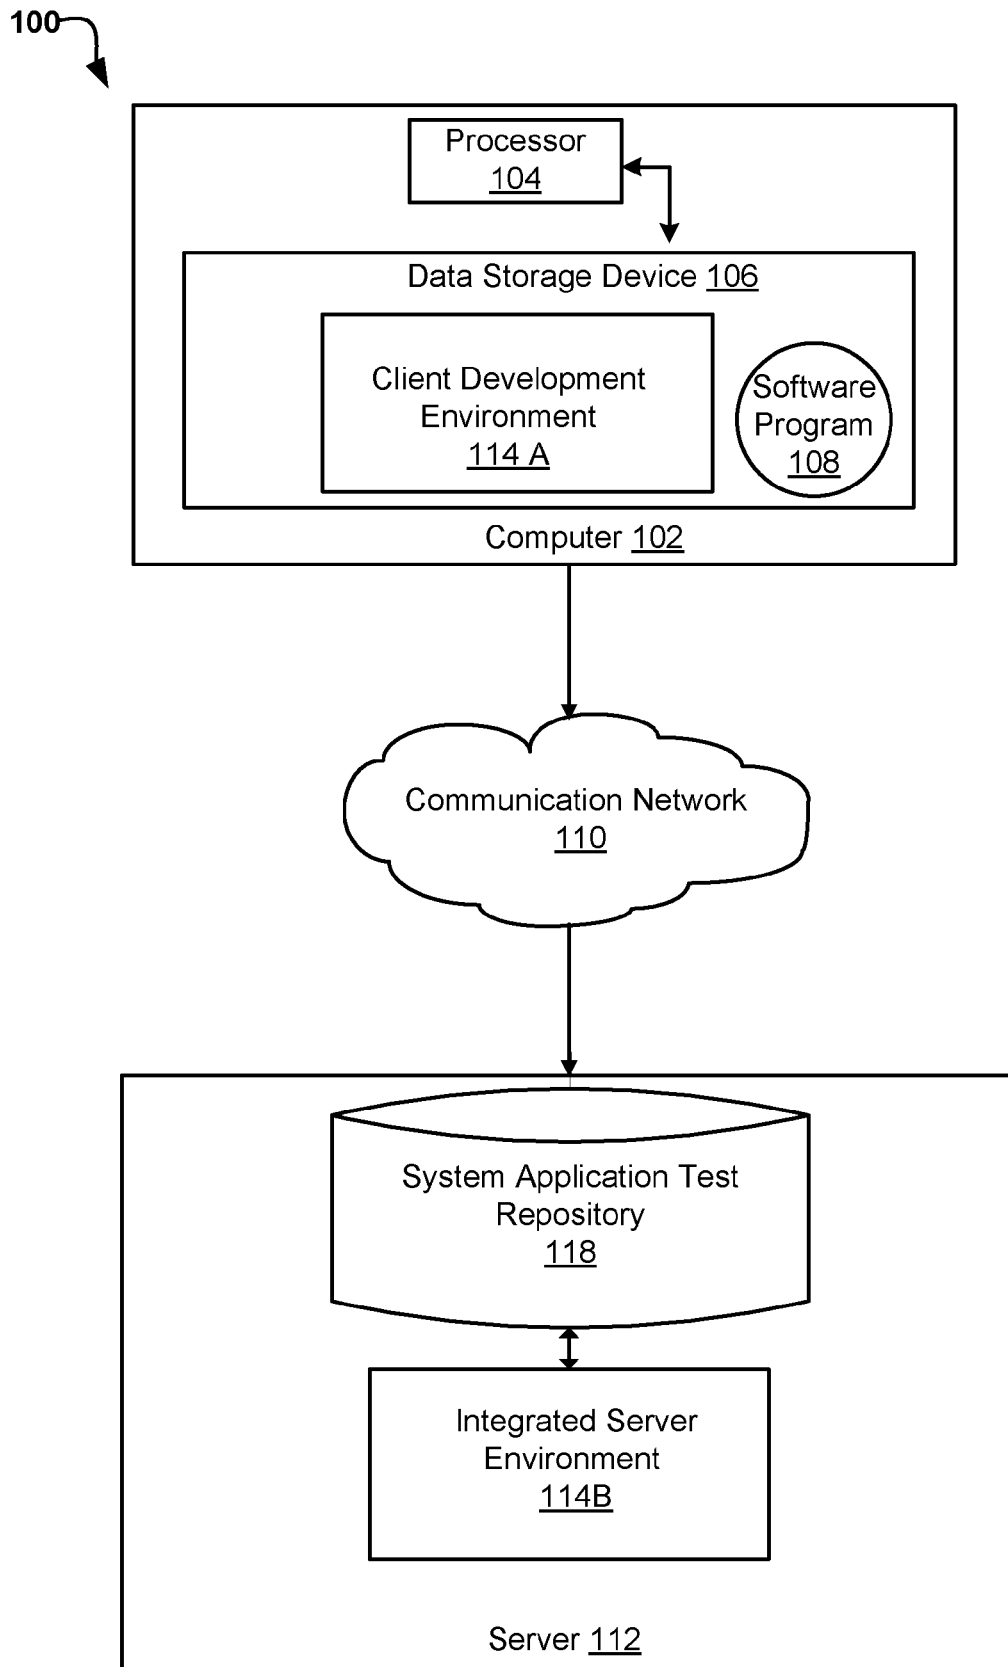 100
Processor
104
Data Storage Device 106
Client Development
Environment
114 A
Software
Program
108
Computer 102
Communication Network
110
System Application Test
Repository
118
Integrated Server
Environment
114B
Server 112